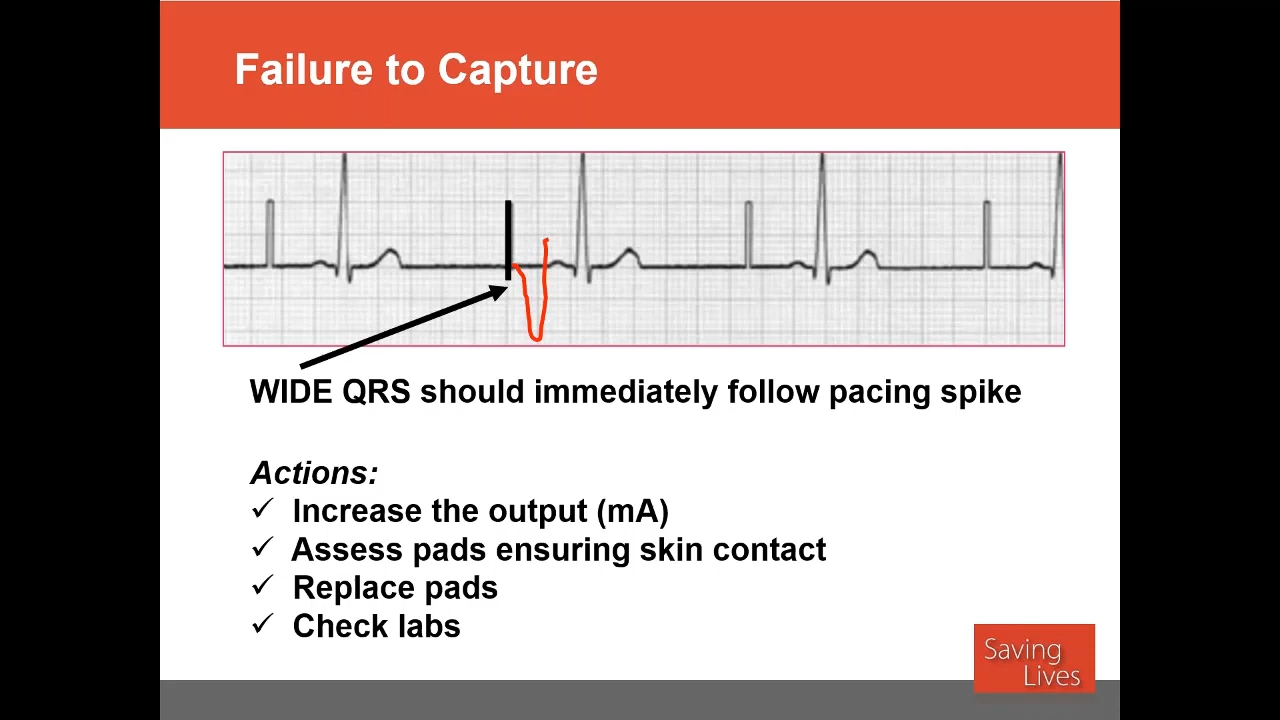 Failure to Capture
WIDE QRS should immediately follow pacing spike
Actions:
✓ Increase the output (mA)
✓ Assess pads ensuring skin contact
✓ Replace pads
✓ Check labs
Saving
Lives